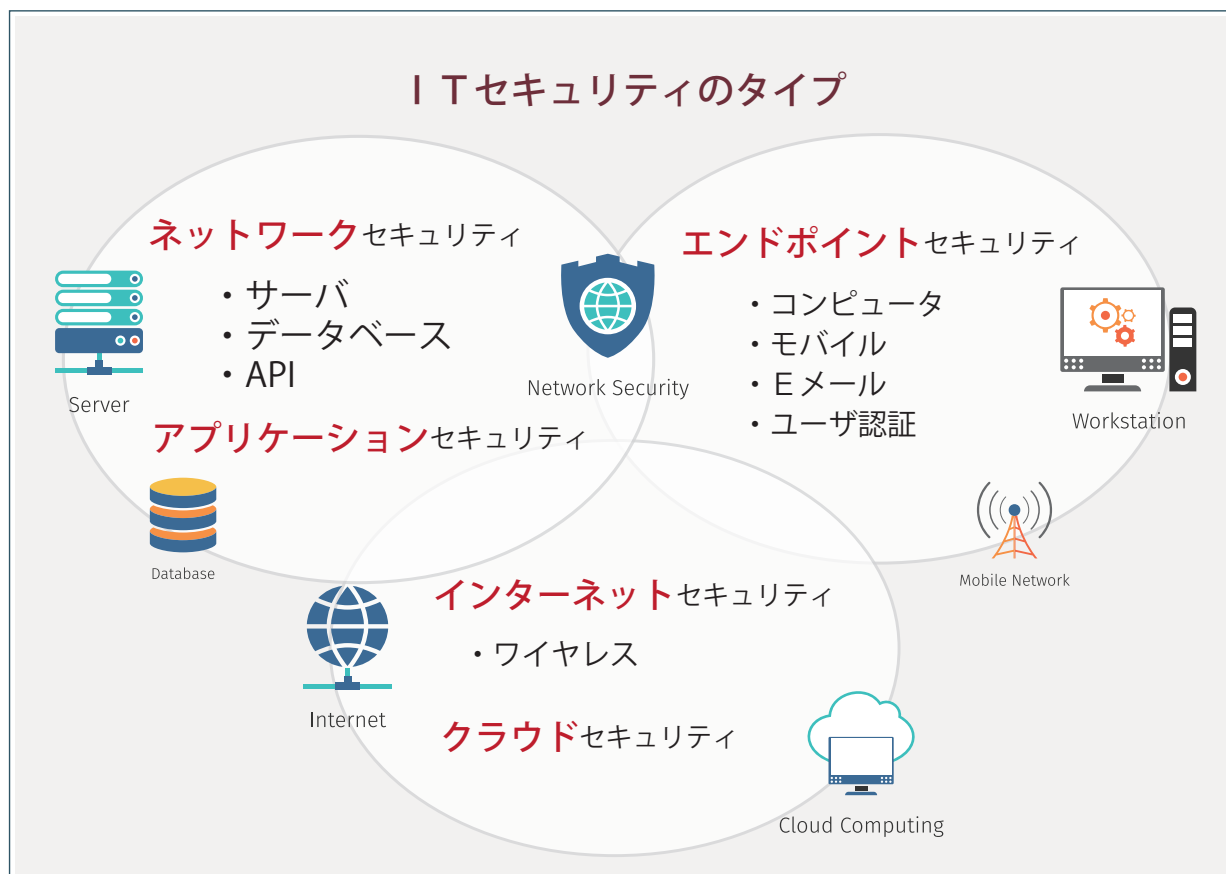 ＩＴセキュリティのタイプ
ネットワークセキュリティ
・サーバ
・データベース
・API
Server
アプリケーションセキュリティ
Database
Network Security
エンドポイントセキュリティ
・コンピュータ
・モバイル
・Ｅメール
・ユーザ認証
Workstation
Mobile Network
インターネットセキュリティ
・ワイヤレス
Internet
クラウドセキュリティ
Cloud Computing